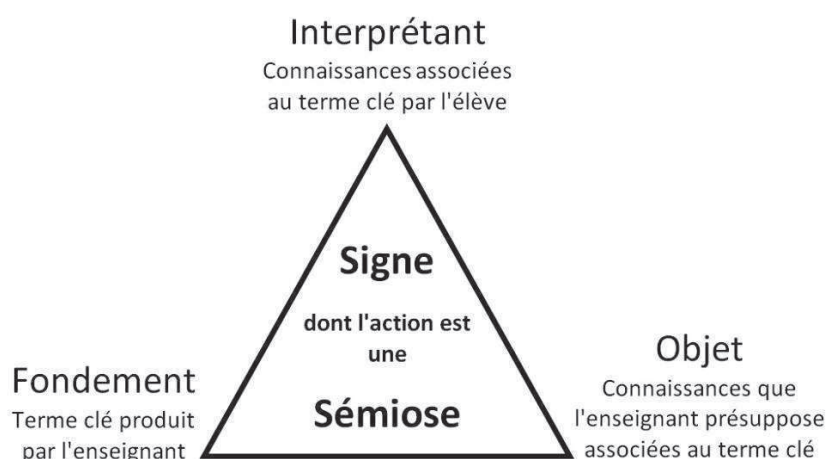 Interprétant
Connaissances associées
au terme clé par l'élève
Signe
dont l'action est
une
Sémiose
Fondement
Terme clé produit
par l'enseignant
Objet
Connaissances que
l'enseignant présuppose
associées au terme clé